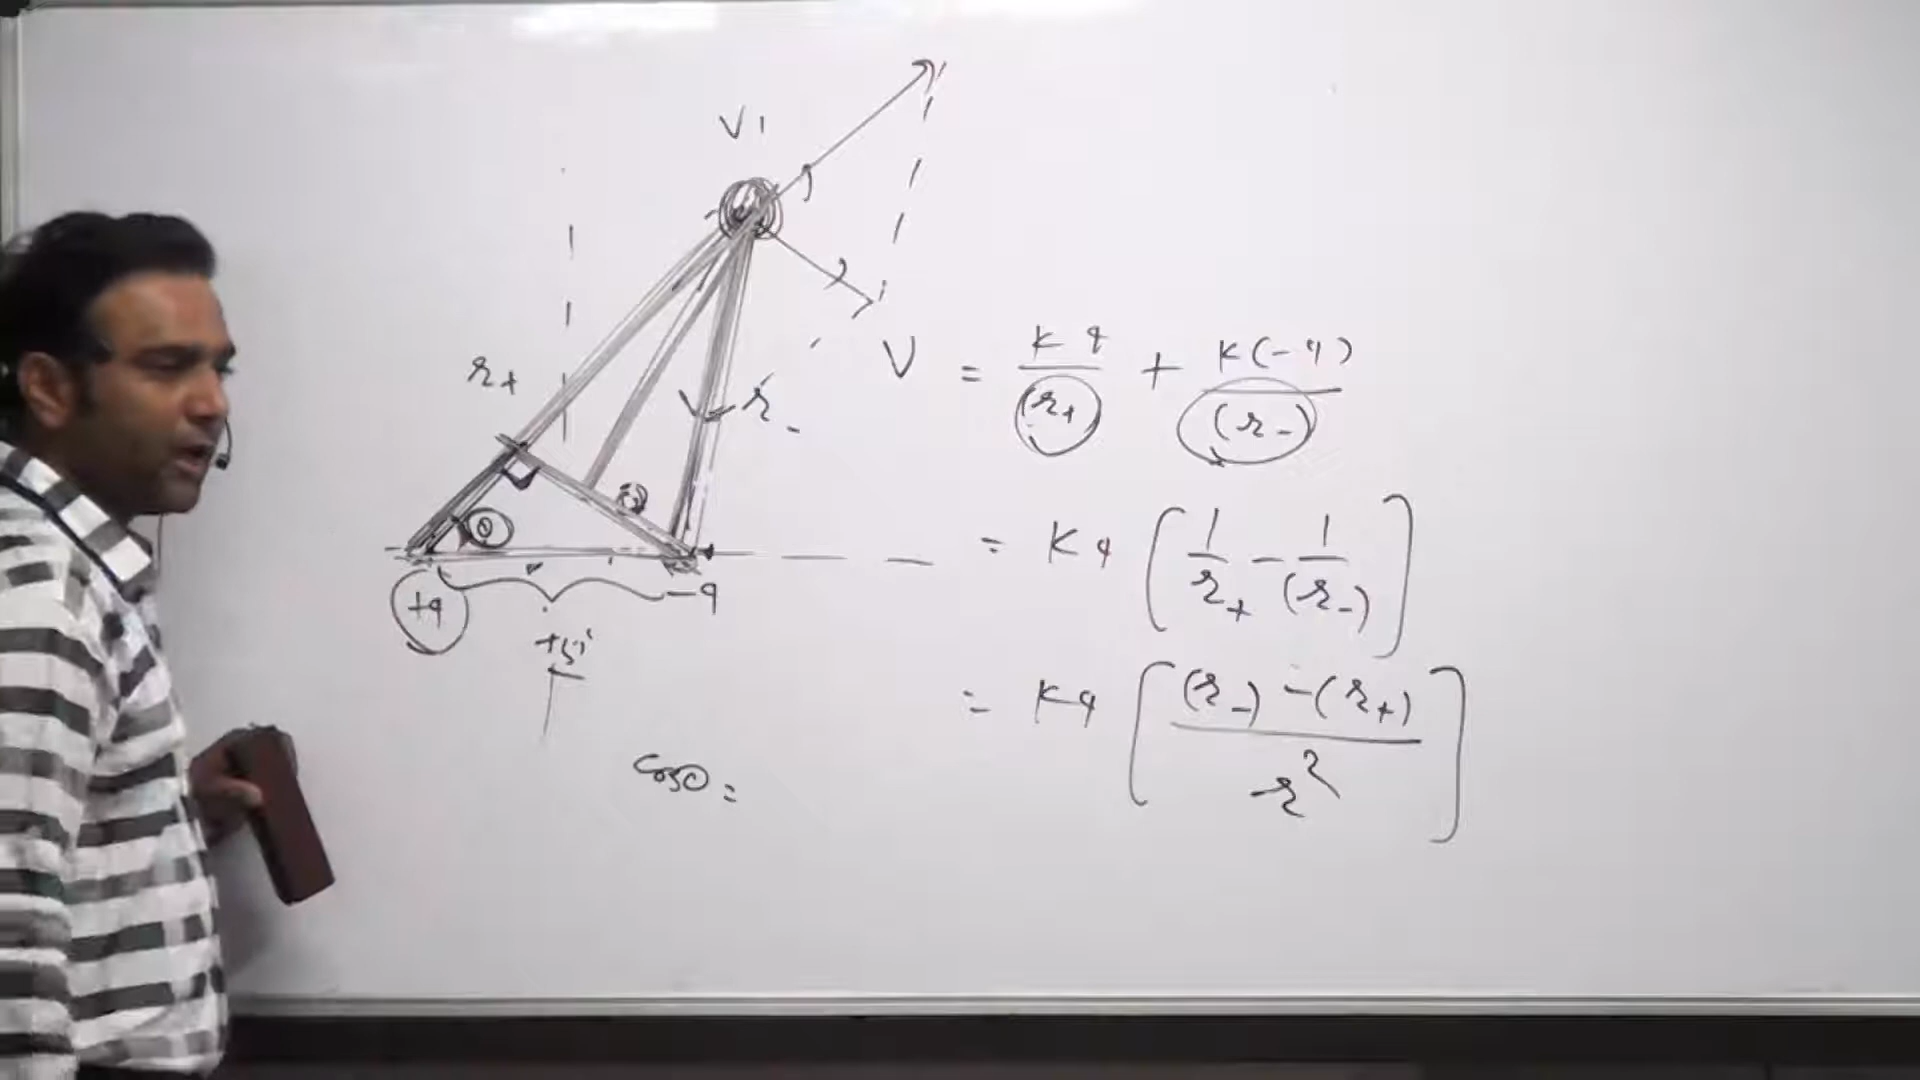 V1
r₊
r₋
θ
+q
-q
V = Kq/(r₊) + K(-q)/(r₋)
= Kq [1/r₊ - 1/(r₋)]
= Kq [((r₋) - (r₊))/r²]
cosθ =